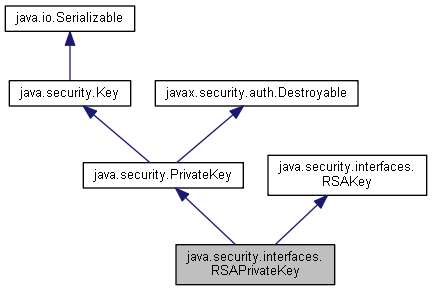 java.io.Serializable
java.security.Key
javax.security.auth.Destroyable
java.security.PrivateKey
java.security.interfaces.
RSAKey
java.security.interfaces.
RSAPrivateKey